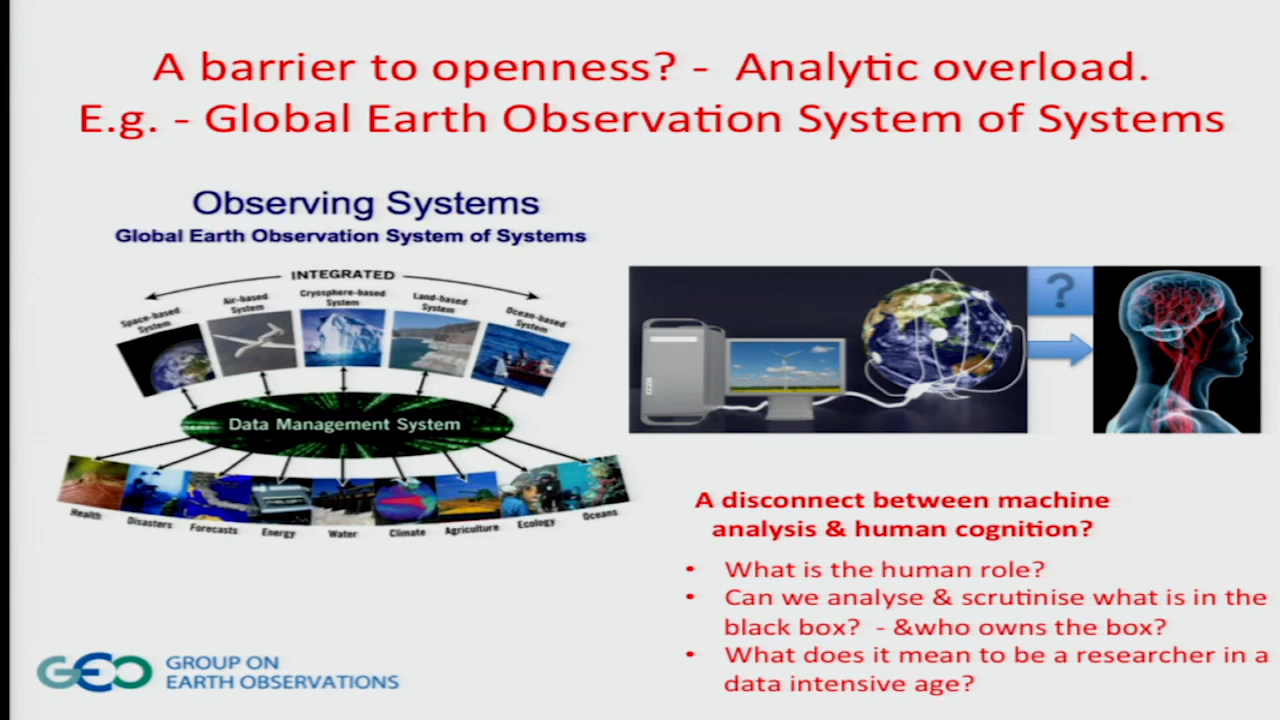 A barrier to openness? - Analytic overload.
E.g. - Global Earth Observation System of Systems
Observing Systems
Global Earth Observation System of Systems
INTEGRATED
Space-based System
Air-based System
Cryosphere-based System
Land-based System
Ocean-based System
Data Management System
Health
Disasters
Forecasts
Energy
Water
Climate
Agriculture
Ecology
Oceans
?
A disconnect between machine
analysis & human cognition?
• What is the human role?
• Can we analyse & scrutinise what is in the
black box? - &who owns the box?
• What does it mean to be a researcher in a
data intensive age?
GEO
GROUP ON
EARTH OBSERVATIONS